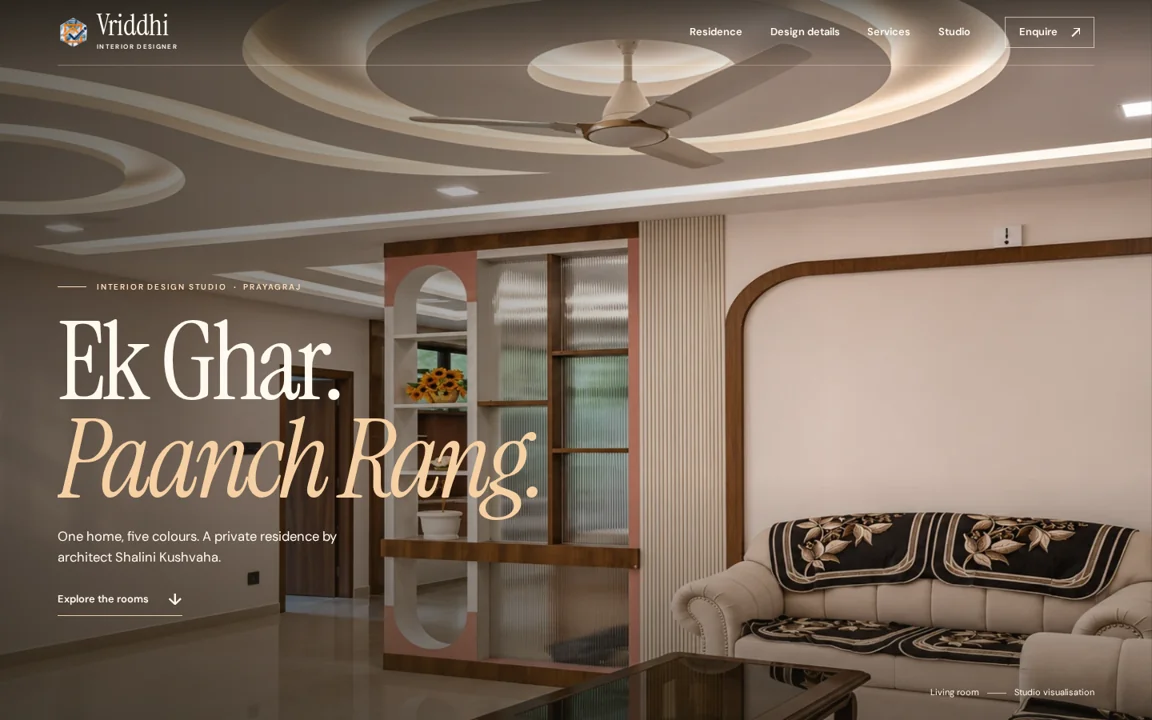 Vriddhi
INTERIOR DESIGNER
Residence
Design details
Services
Studio
Enquire
INTERIOR DESIGN STUDIO · PRAYAGRAJ
Ek Ghar.
Paanch Rang.
One home, five colours. A private residence by
architect Shalini Kushvaha.
Explore the rooms
Living room — Studio visualisation